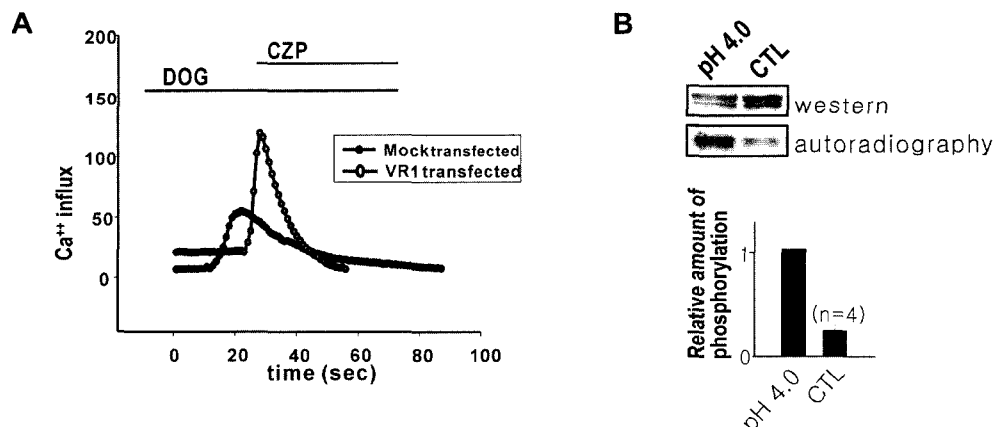 A
200
150
100
50
0
Ca++ influx
DOG
CZP
Mocktransfected
VR1transfected
0
20
40
60
80
100
time (sec)
B
pH 4.0
CTL
western
autoradiography
Relative amount of
phosphorylation
1
0
(n=4)
pH 4.0
CTL